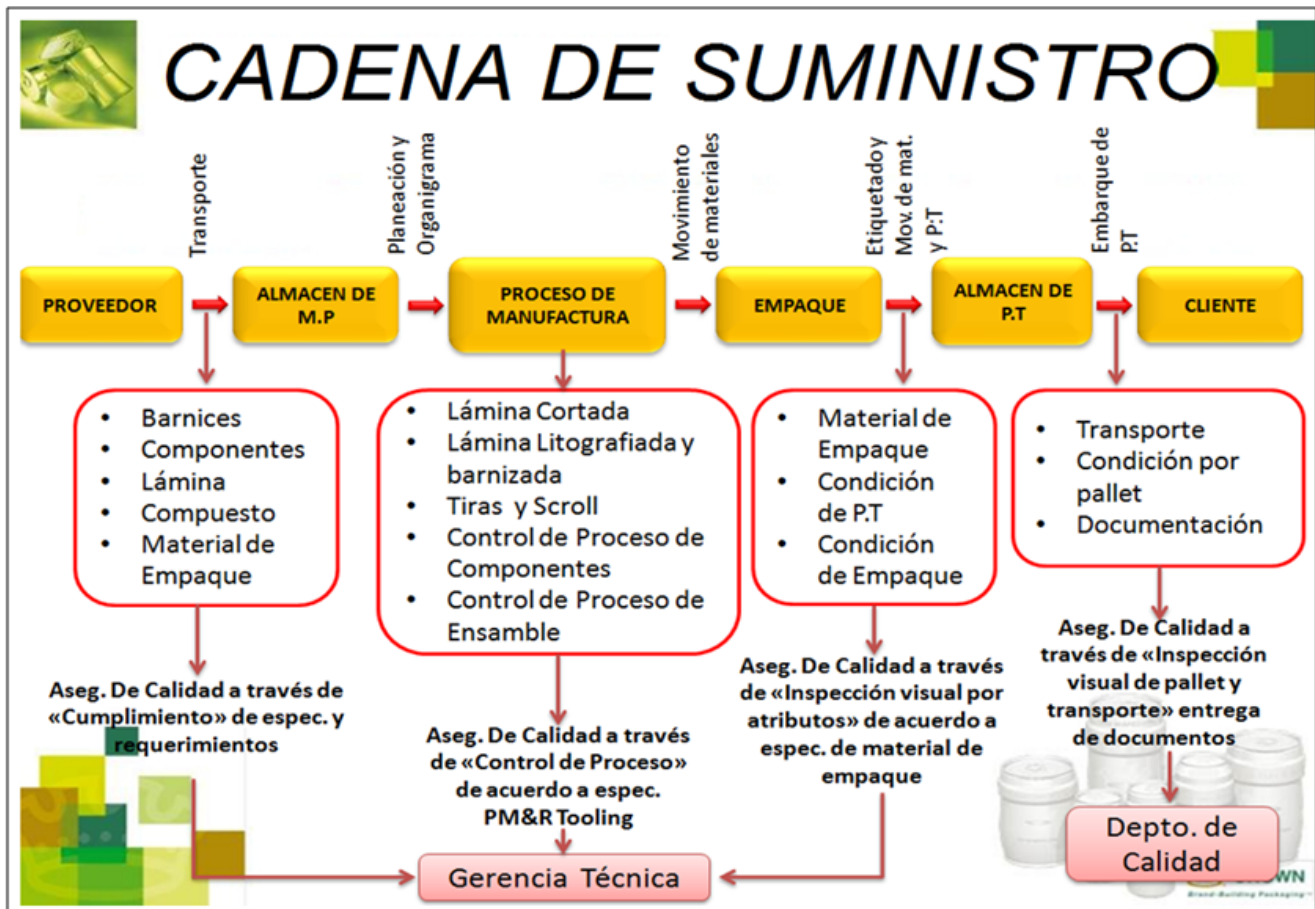 CADENA DE SUMINISTRO
Transporte
Planeación y
Organigrama
Movimiento
de materiales
Etiquetado y
Mov. de mat.
y P:T
Embarque de
P.T
PROVEEDOR
ALMACEN DE
M.P
PROCESO DE
MANUFACTURA
EMPAQUE
ALMACEN DE
P.T
CLIENTE
• Barnices
• Componentes
• Lámina
• Compuesto
• Material de
Empaque
• Lámina Cortada
• Lámina Litografiada y
barnizada
• Tiras y Scroll
• Control de Proceso de
Componentes
• Control de Proceso de
Ensamble
• Material de
Empaque
• Condición
de P.T
• Condición
de Empaque
• Transporte
• Condición por
pallet
• Documentación
Aseg. De Calidad a través de
«Cumplimiento» de espec. y
requerimientos
Aseg. De Calidad a través
de «Control de Proceso»
de acuerdo a espec.
PM&R Tooling
Aseg. De Calidad a través
de «Inspección visual por
atributos» de acuerdo a
espec. de material de
empaque
Aseg. De Calidad a
través de «Inspección
visual de pallet y
transporte» entrega
de documentos
Gerencia Técnica
Depto. de
Calidad
Brand-Building Packaging™